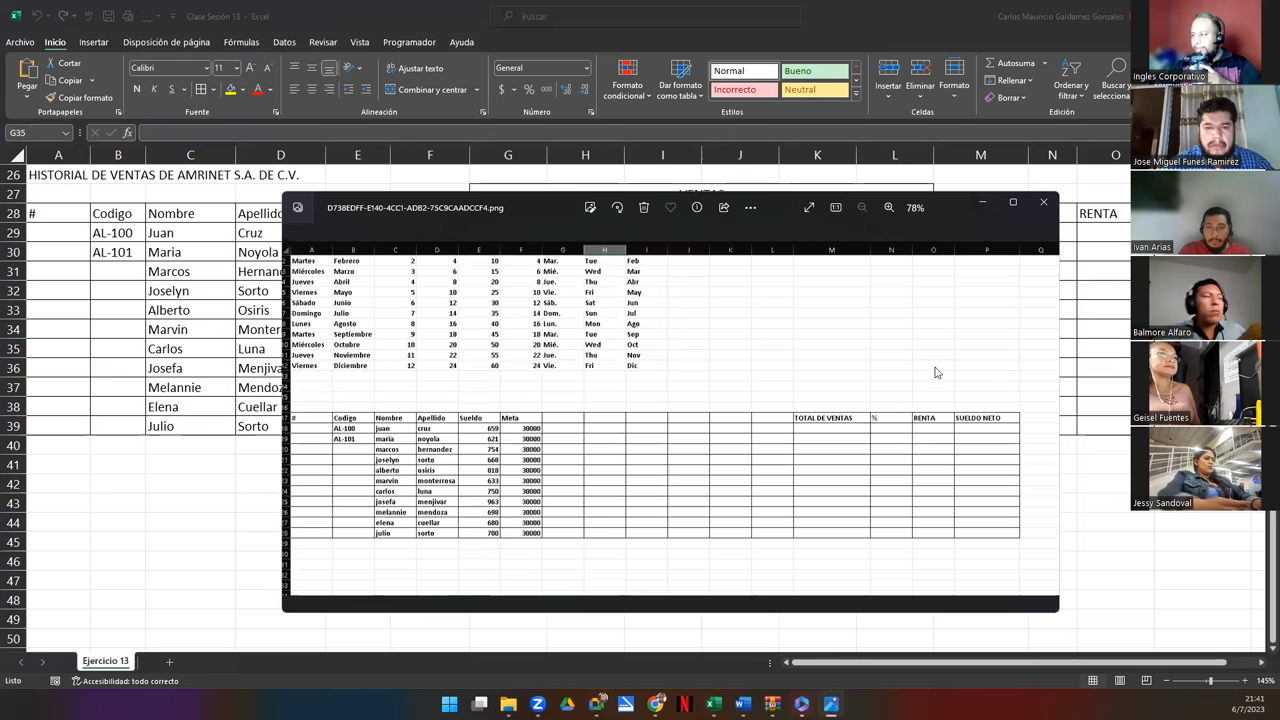 Clase Sesión 13 - Excel
Buscar
Carlos Mauricio Galdamez Gonzalez
Archivo Inicio Insertar Disposición de página Fórmulas Datos Revisar Vista Programador Ayuda
Pegar
Cortar
Copiar
Copiar formato
Portapapeles
Calibri 11
N K S
Fuente
Ajustar texto
Combinar y centrar
Alineación
General
Número
Formato condicional
Dar formato como tabla
Normal Bueno
Incorrecto Neutral
Estilos
Insertar Eliminar Formato
Celdas
Autosuma
Rellenar
Borrar
Ordenar y filtrar
Buscar y
Edición
G35
A B C D E F G H I J K L M N O
26 HISTORIAL DE VENTAS DE AMRINET S.A. DE C.V.
27
28 # Codigo Nombre Apellido RENTA
29 AL-100 Juan Cruz
30 AL-101 Maria Noyola
31 Marcos
32 Joselyn Sorto
33 Alberto Osiris
34 Marvin
35 Carlos Luna
36 Josefa
37 Melannie
38 Elena Cuellar
39 Julio Sorto
40
41
42
43
44
45
46
47
48
49
50
D738EDFF-E140-4CC1-ADB2-75C9CAADCCF4.png
78%
A B C D E F G H I J K L M N O P Q
Martes Febrero 2 4 10 4 Mar. Tue Feb
Miércoles Marzo 3 6 15 6 Mié. Wed Mar
Jueves Abril 4 8 20 8 Jue. Thu Abr
Viernes Mayo 5 10 25 10 Vie. Fri May
Sábado Junio 6 12 30 12 Sáb. Sat Jun
Domingo Julio 7 14 35 14 Dom. Sun Jul
Lunes Agosto 8 16 40 16 Lun. Mon Ago
Martes Septiembre 9 18 45 18 Mar. Tue Sep
Miércoles Octubre 10 20 50 20 Mié. Wed Oct
Jueves Noviembre 11 22 55 22 Jue. Thu Nov
Viernes Diciembre 12 24 60 24 Vie. Fri Dic
# Codigo Nombre Apellido Sueldo Meta TOTAL DE VENTAS % RENTA SUELDO NETO
AL-100 juan cruz 659 30000
AL-101 maria noyola 621 30000
marcos hernandez 754 30000
joselyn sorto 668 30000
alberto osiris 818 30000
marvin monterrosa 633 30000
carlos luna 750 30000
josefa menjivar 963 30000
melannie mendoza 698 30000
elena cuellar 680 30000
julio sorto 700 30000
Ingles Corporativo
Jose Miguel Funes Ramirez
Ivan Arias
Balmore Alfaro
Geisel Fuentes
Jessy Sandoval
Ejercicio 13
Listo Accesibilidad: todo correcto 145%
21:41
6/7/2023